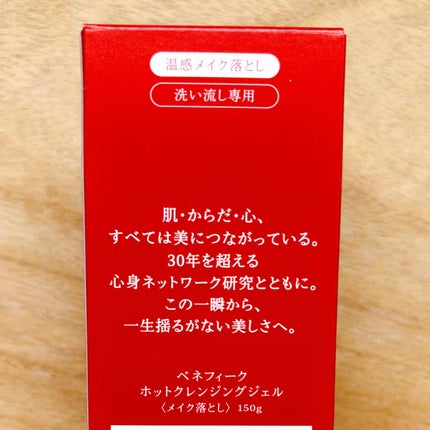 温感メイク落とし
洗い流し専用
肌・からだ・心、
すべては美につながっている。
30年を超える
心身ネットワーク研究とともに。
この一瞬から、
一生揺るがない美しさへ。
ベネフィーク
ホットクレンジングジェル
〈メイク落とし〉150g